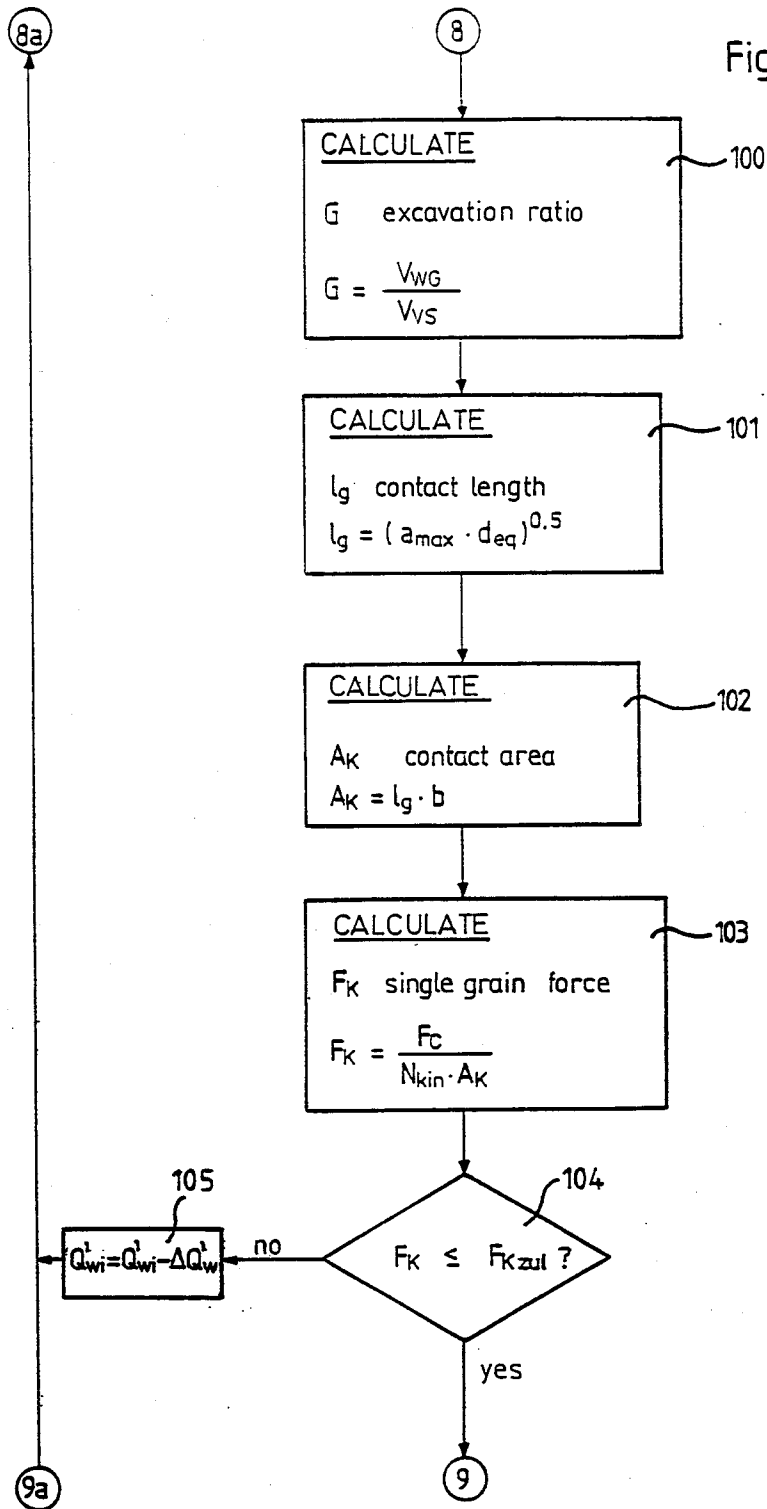 8a
8
Fig
CALCULATE
100
G excavation ratio
G = V_WG / V_VS
CALCULATE
101
l_g contact length
l_g = (a_max · d_eq)^0.5
CALCULATE
102
A_K contact area
A_K = l_g · b
CALCULATE
103
F_K single grain force
F_K = F_C / N_kin · A_K
104
105
F_K ≤ F_Kzul ?
no
Q'_wi = Q'_wi - ΔQ'_w
yes
9a
9